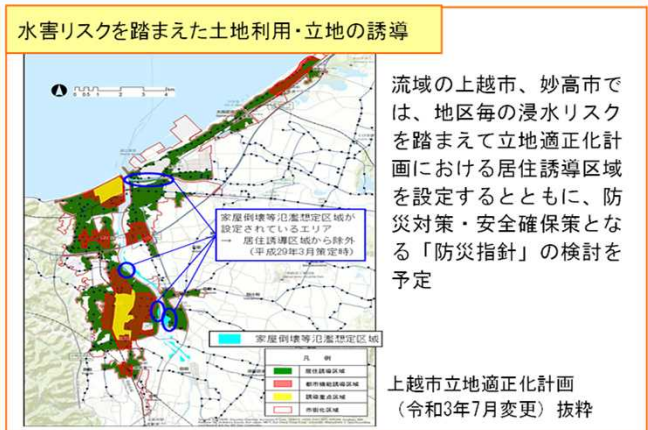 水害リスクを踏まえた土地利用・立地の誘導
流域の上越市、妙高市で
は、地区毎の浸水リスク
を踏まえて立地適正化計
画における居住誘導区域
を設定するとともに、防
災対策・安全確保策とな
る「防災指針」の検討を
予定
家屋倒壊等氾濫想定区域が
設定されているエリア
→ 居住誘導区域から除外
（平成29年3月策定時）
家屋倒壊等氾濫想定区域
凡 例
居住誘導区域
都市機能誘導区域
誘導重点区域
市街化区域
上越市立地適正化計画
（令和3年7月変更）抜粋